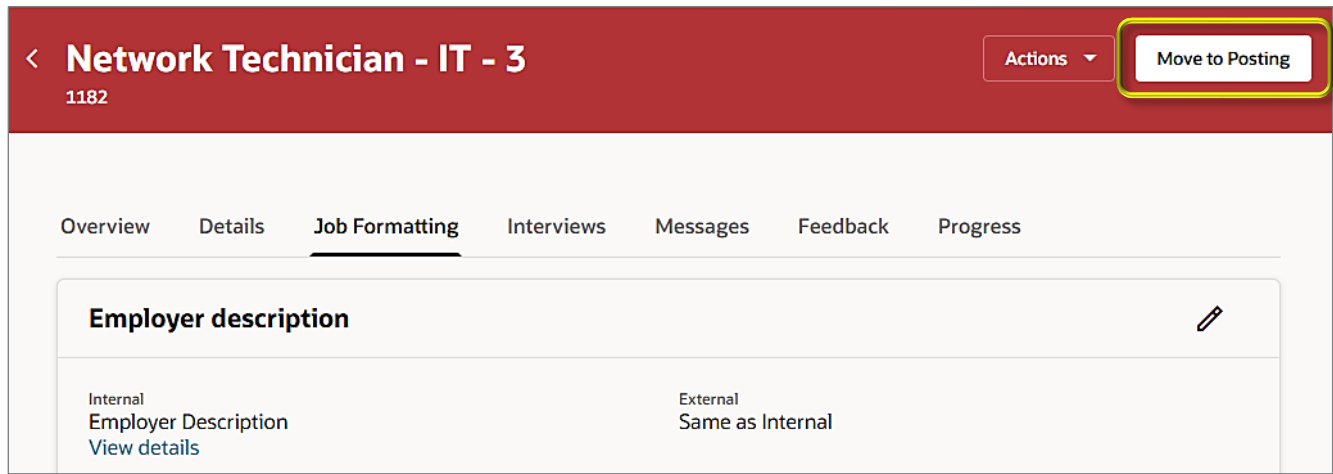 Network Technician - IT - 3
1182
Actions
Move to Posting
Overview Details Job Formatting Interviews Messages Feedback Progress
Employer description
Internal
Employer Description
View details
External
Same as Internal